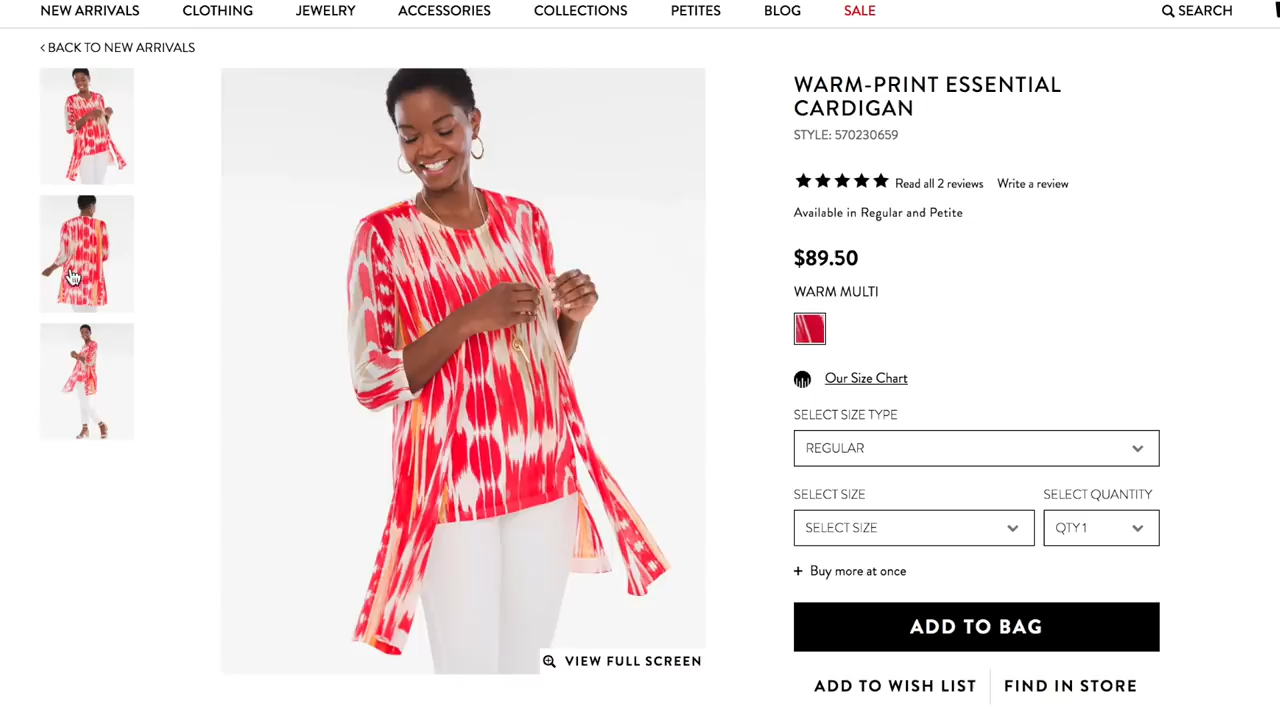 NEW ARRIVALS CLOTHING JEWELRY ACCESSORIES COLLECTIONS PETITES BLOG SALE SEARCH
BACK TO NEW ARRIVALS
WARM-PRINT ESSENTIAL
CARDIGAN
STYLE: 570230659
Read all 2 reviews Write a review
Available in Regular and Petite
$89.50
WARM MULTI
Our Size Chart
SELECT SIZE TYPE
REGULAR
SELECT SIZE SELECT QUANTITY
SELECT SIZE QTY 1
+ Buy more at once
ADD TO BAG
VIEW FULL SCREEN
ADD TO WISH LIST FIND IN STORE